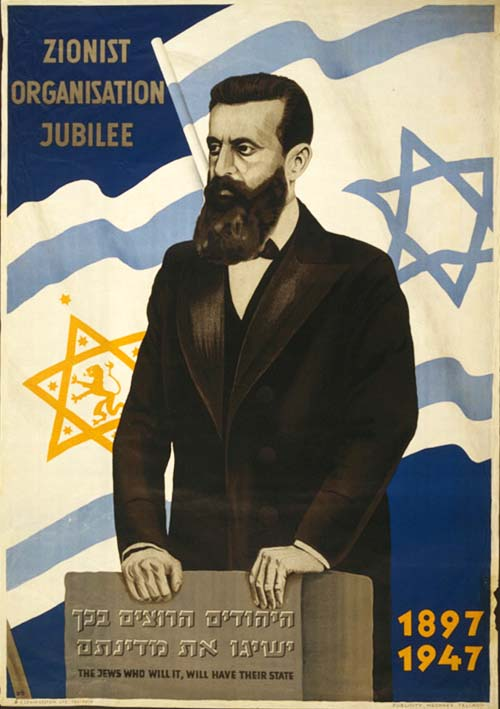 ZIONIST
ORGANISATION
JUBILEE
היהודים הרוצים בכך
ישיגו את מדינתם
THE JEWS WHO WILL IT, WILL HAVE THEIR STATE
1897
1947